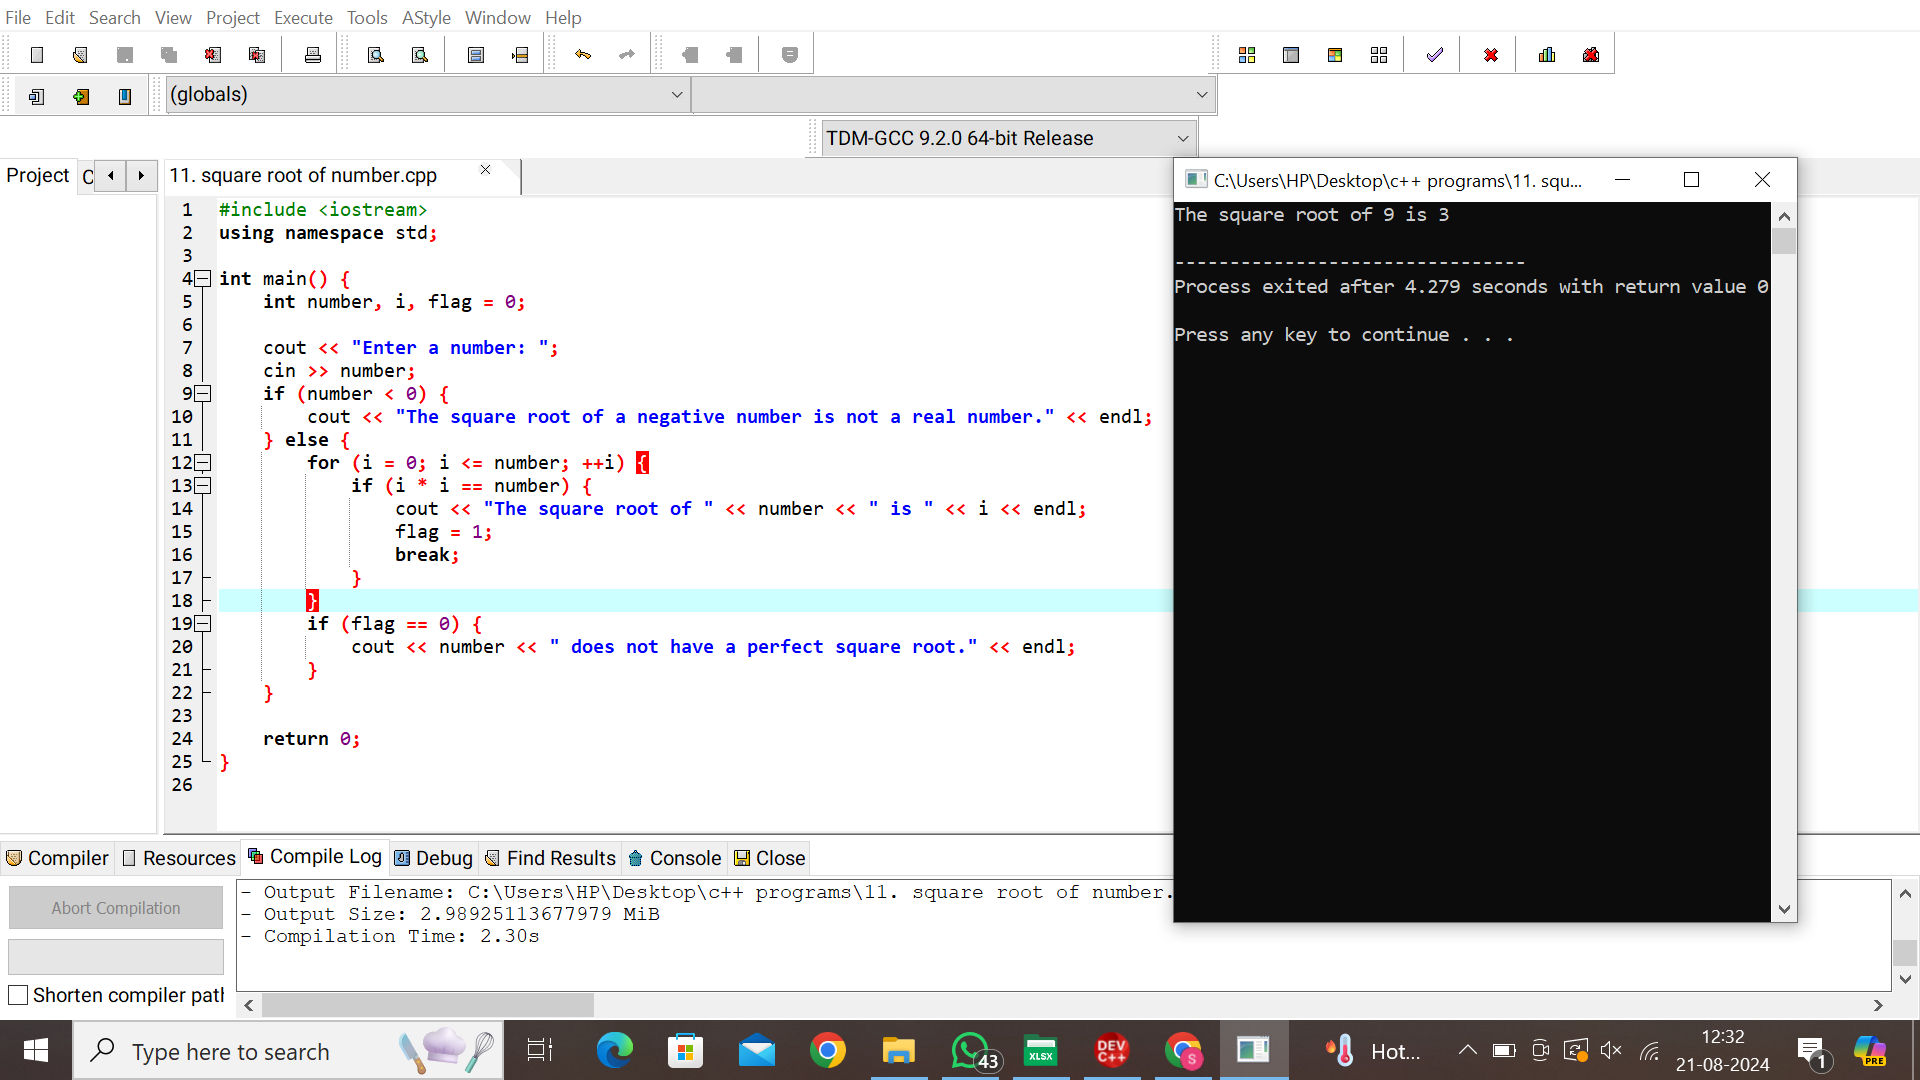 File Edit Search View Project Execute Tools AStyle Window Help
(globals)
TDM-GCC 9.2.0 64-bit Release
Project C
11. square root of number.cpp
1 #include <iostream>
2 using namespace std;
3
4 int main() {
5     int number, i, flag = 0;
6
7     cout << "Enter a number: ";
8     cin >> number;
9     if (number < 0) {
10         cout << "The square root of a negative number is not a real number." << endl;
11     } else {
12         for (i = 0; i <= number; ++i) {
13             if (i * i == number) {
14                 cout << "The square root of " << number << " is " << i << endl;
15                 flag = 1;
16                 break;
17             }
18         }
19         if (flag == 0) {
20             cout << number << " does not have a perfect square root." << endl;
21         }
22     }
23
24     return 0;
25 }
26
C:\Users\HP\Desktop\c++ programs\11. squ...
The square root of 9 is 3
--------------------------------
Process exited after 4.279 seconds with return value 0
Press any key to continue . . .
Compiler Resources Compile Log Debug Find Results Console Close
Abort Compilation
Shorten compiler path
- Output Filename: C:\Users\HP\Desktop\c++ programs\11. square root of number.
- Output Size: 2.98925113677979 MiB
- Compilation Time: 2.30s
Type here to search
43
XLSX
DEV C++
S
Hot...
12:32
21-08-2024
1
PRE